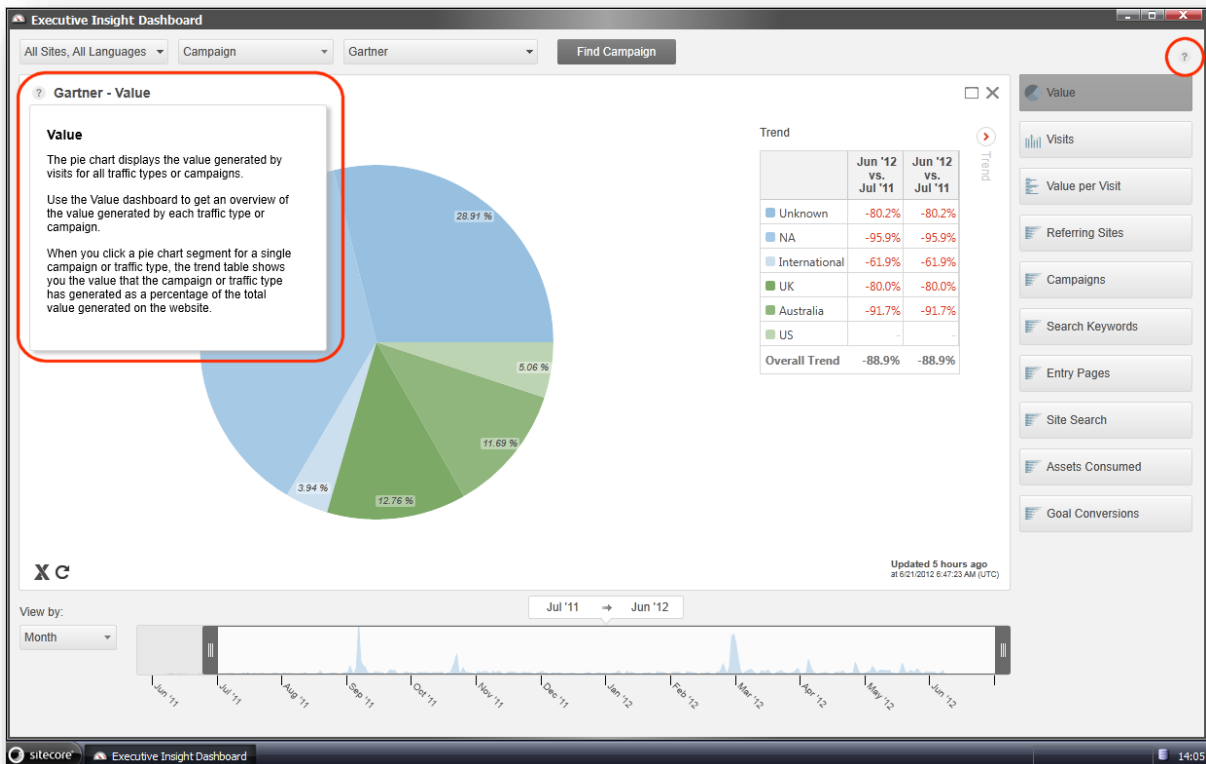 Executive Insight Dashboard
All Sites, All Languages
Campaign
Gartner
Find Campaign
?
? Gartner - Value
Value
The pie chart displays the value generated by
visits for all traffic types or campaigns.
Use the Value dashboard to get an overview of
the value generated by each traffic type or
campaign.
When you click a pie chart segment for a single
campaign or traffic type, the trend table shows
you the value that the campaign or traffic type
has generated as a percentage of the total
value generated on the website.
28.91 %
5.06 %
11.69 %
12.76 %
3.94 %
Trend
Trend
Jun '12 vs. Jul '11
Jun '12 vs. Jul '11
Unknown -80.2% -80.2%
NA -95.9% -95.9%
International -61.9% -61.9%
UK -80.0% -80.0%
Australia -91.7% -91.7%
US - -
Overall Trend -88.9% -88.9%
Value
Visits
Value per Visit
Referring Sites
Campaigns
Search Keywords
Entry Pages
Site Search
Assets Consumed
Goal Conversions
X
Updated 5 hours ago
at 6/21/2012 6:47:23 AM (UTC)
View by:
Month
Jul '11 → Jun '12
Jun '11
Jul '11
Aug '11
Sep '11
Oct '11
Nov '11
Dec '11
Jan '12
Feb '12
Mar '12
Apr '12
May '12
Jun '12
sitecore
Executive Insight Dashboard
14:05